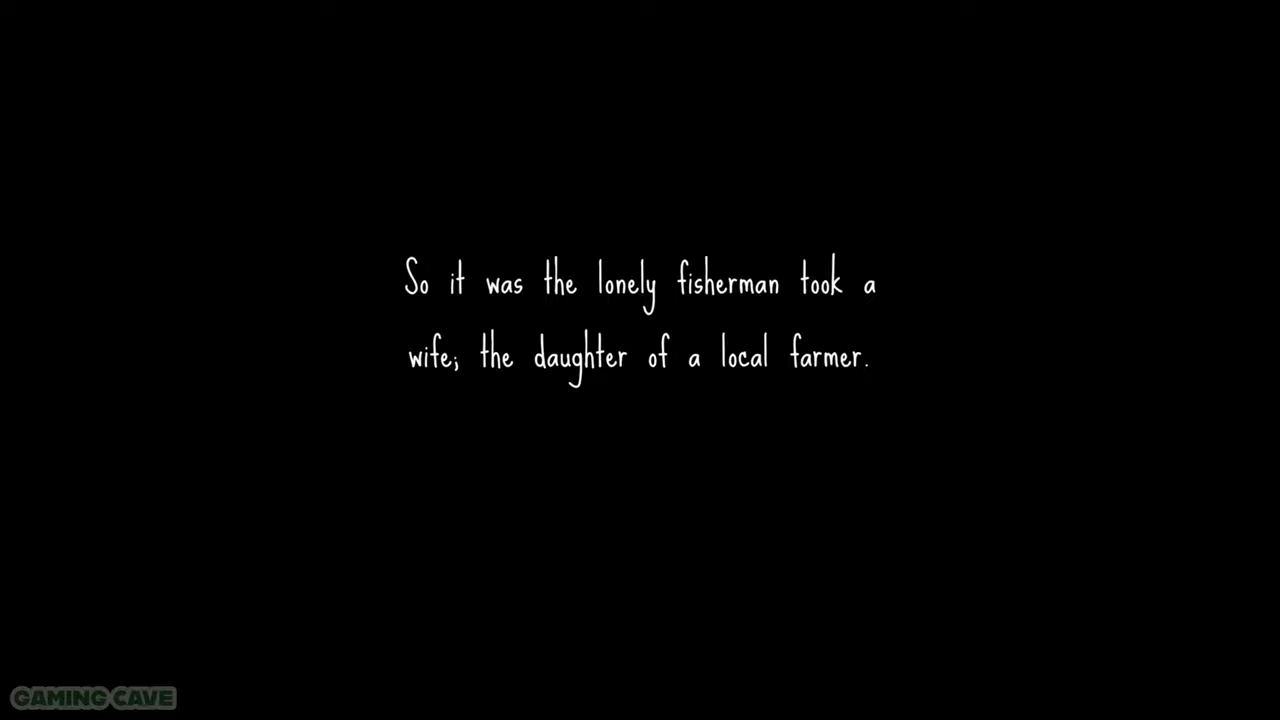 So it was the lonely fisherman took a
wife; the daughter of a local farmer.
GAMING CAVE